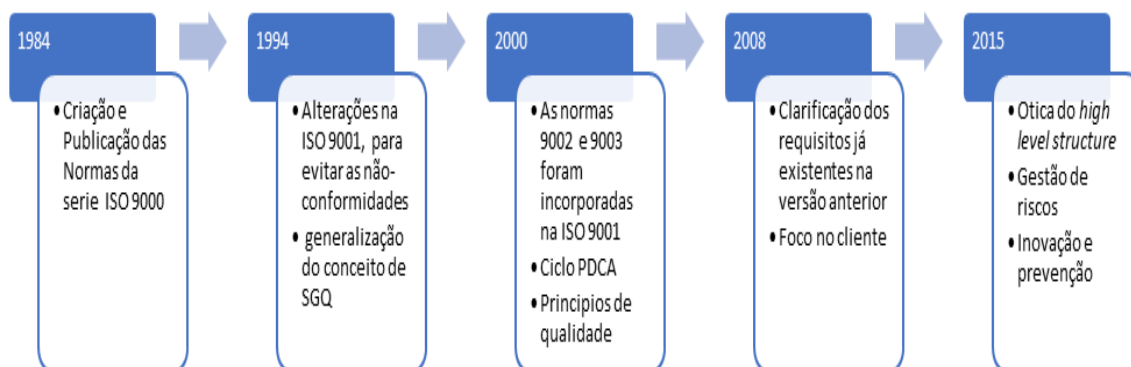 1984
• Criação e
Publicação das
Normas da
serie ISO 9000
1994
• Alterações na
ISO 9001, para
evitar as não-
conformidades
• generalização
do conceito de
SGQ
2000
• As normas
9002 e 9003
foram
incorporadas
na ISO 9001
• Ciclo PDCA
• Principios de
qualidade
2008
• Clarificação dos
requisitos já
existentes na
versão anterior
• Foco no cliente
2015
• Otica do high
level structure
• Gestão de
riscos
• Inovação e
prevenção